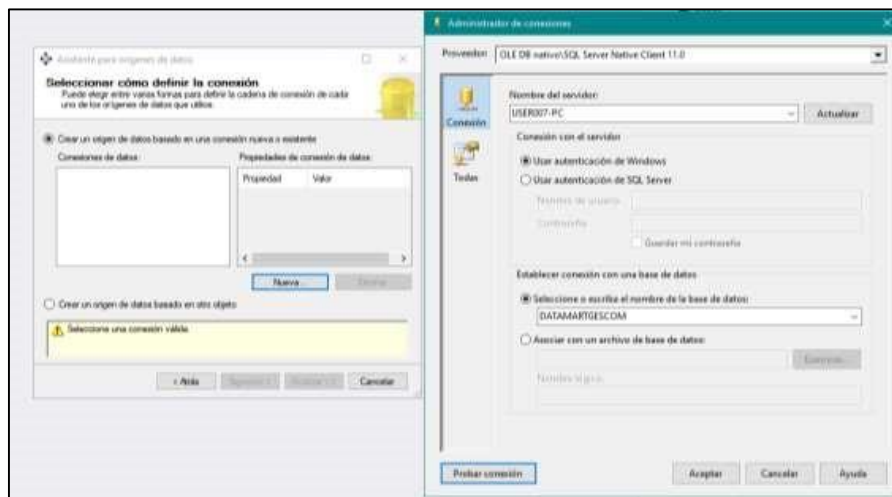 Asistente para orígenes de datos
Seleccionar cómo definir la conexión
Puede elegir entre varias formas para definir la cadena de conexión de cada
uno de los orígenes de datos que utilice.
Crear un origen de datos basado en una conexión nueva o existente
Conexiones de datos:
Propiedades de conexión de datos:
Propiedad Valor
Nueva...
Eliminar
Crear un origen de datos basado en otro objeto
Seleccione una conexión válida.
< Atrás
Siguiente >
Cancelar
Administrador de conexiones
Proveedor: OLE DB nativo\SQL Server Native Client 11.0
Conexión
Todas
Nombre del servidor:
USER007-PC
Actualizar
Conexión con el servidor
Usar autenticación de Windows
Usar autenticación de SQL Server
Nombre de usuario:
Contraseña:
Guardar mi contraseña
Establecer conexión con una base de datos
Seleccione o escriba el nombre de la base de datos:
DATAMARTGESCOM
Asociar con un archivo de base de datos:
Examinar...
Nombre lógico:
Probar conexión
Aceptar
Cancelar
Ayuda